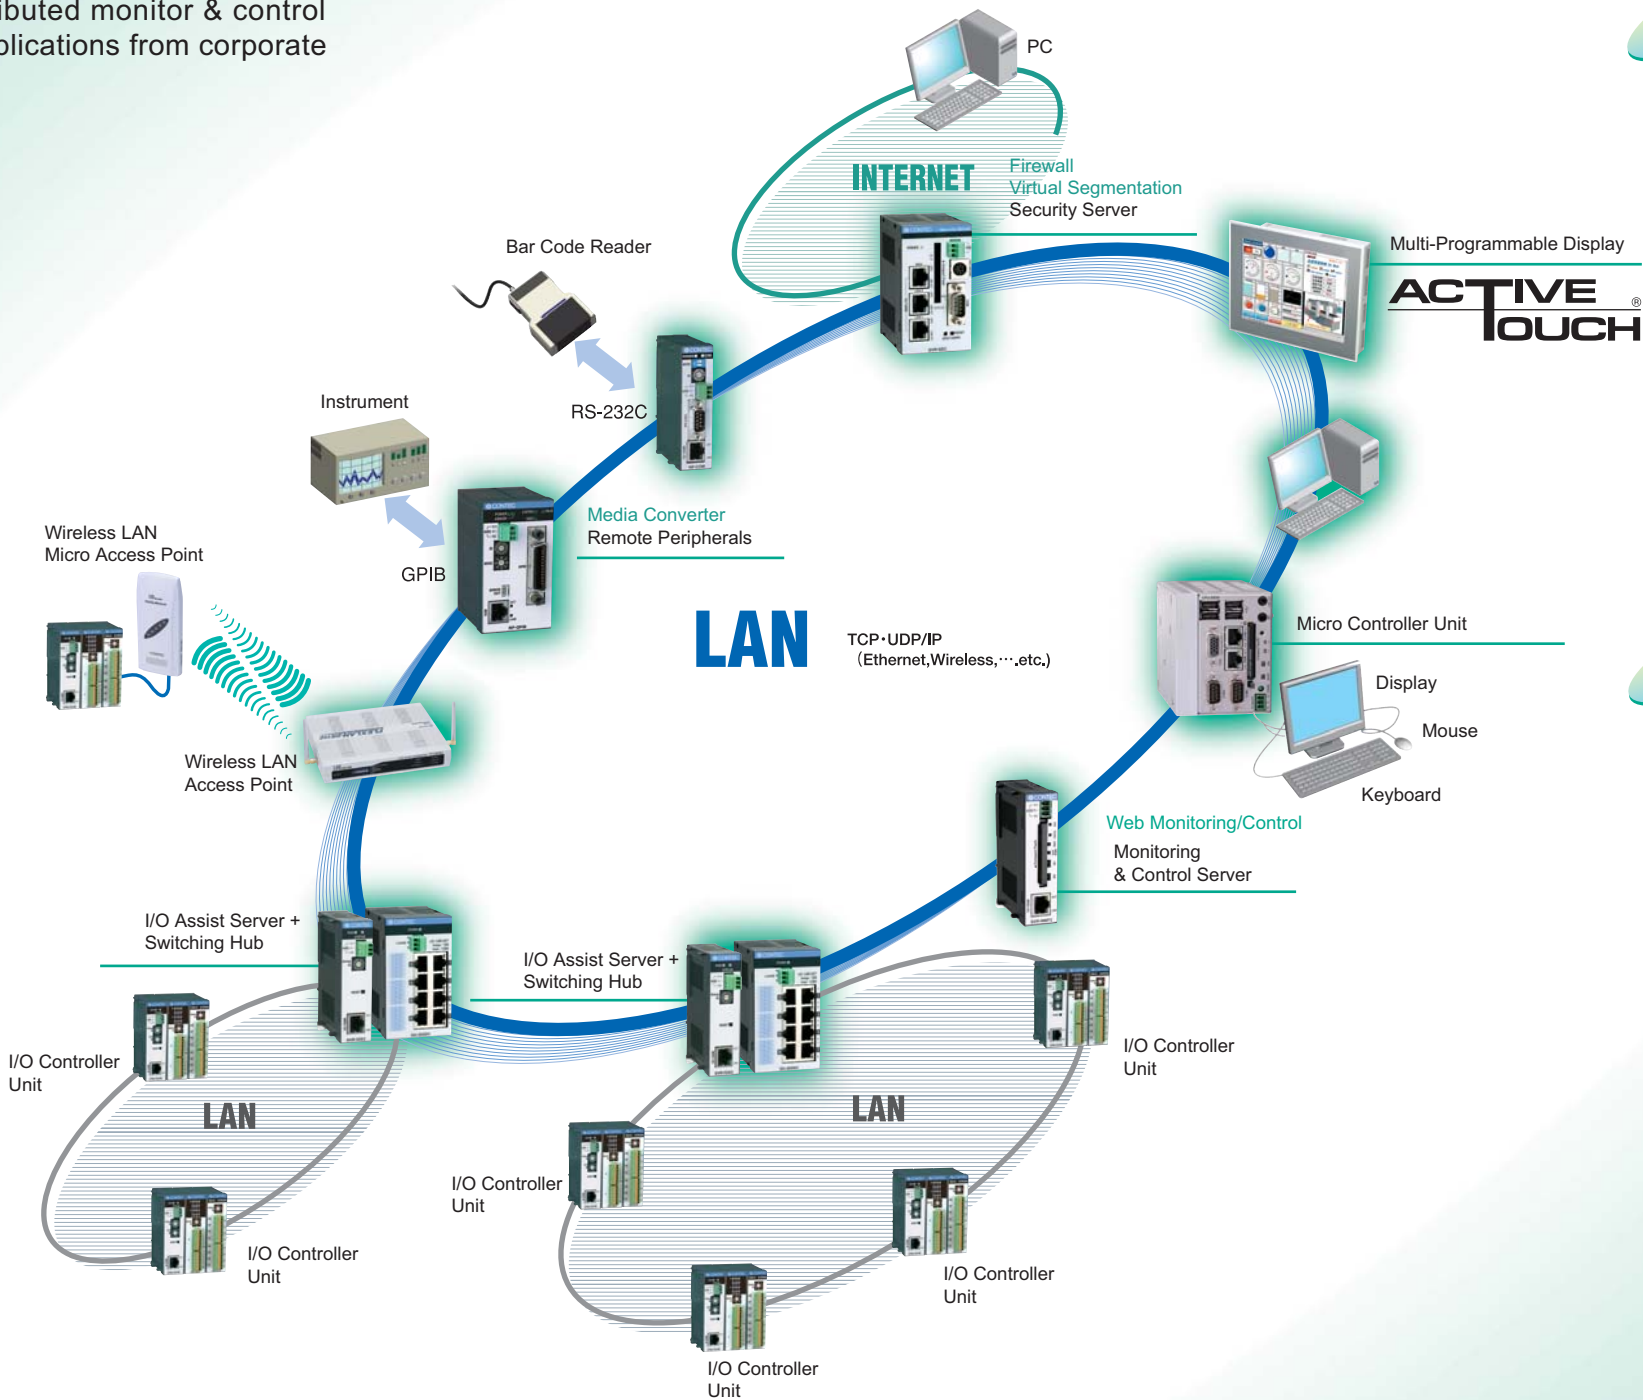 ibuted monitor & control
plications from corporate
PC
INTERNET
Firewall
Virtual Segmentation
Security Server
Bar Code Reader
Multi-Programmable Display
ACTIVE
TOUCH ®
RS-232C
Instrument
Media Converter
Remote Peripherals
GPIB
Wireless LAN
Micro Access Point
LAN
TCP･UDP/IP
（Ethernet,Wireless,….etc.）
Micro Controller Unit
Display
Mouse
Keyboard
Wireless LAN
Access Point
Web Monitoring/Control
Monitoring
& Control Server
I/O Assist Server +
Switching Hub
I/O Assist Server +
Switching Hub
I/O Controller
Unit
I/O Controller
Unit
LAN
LAN
I/O Controller
Unit
I/O Controller
Unit
I/O Controller
Unit
I/O Controller
Unit